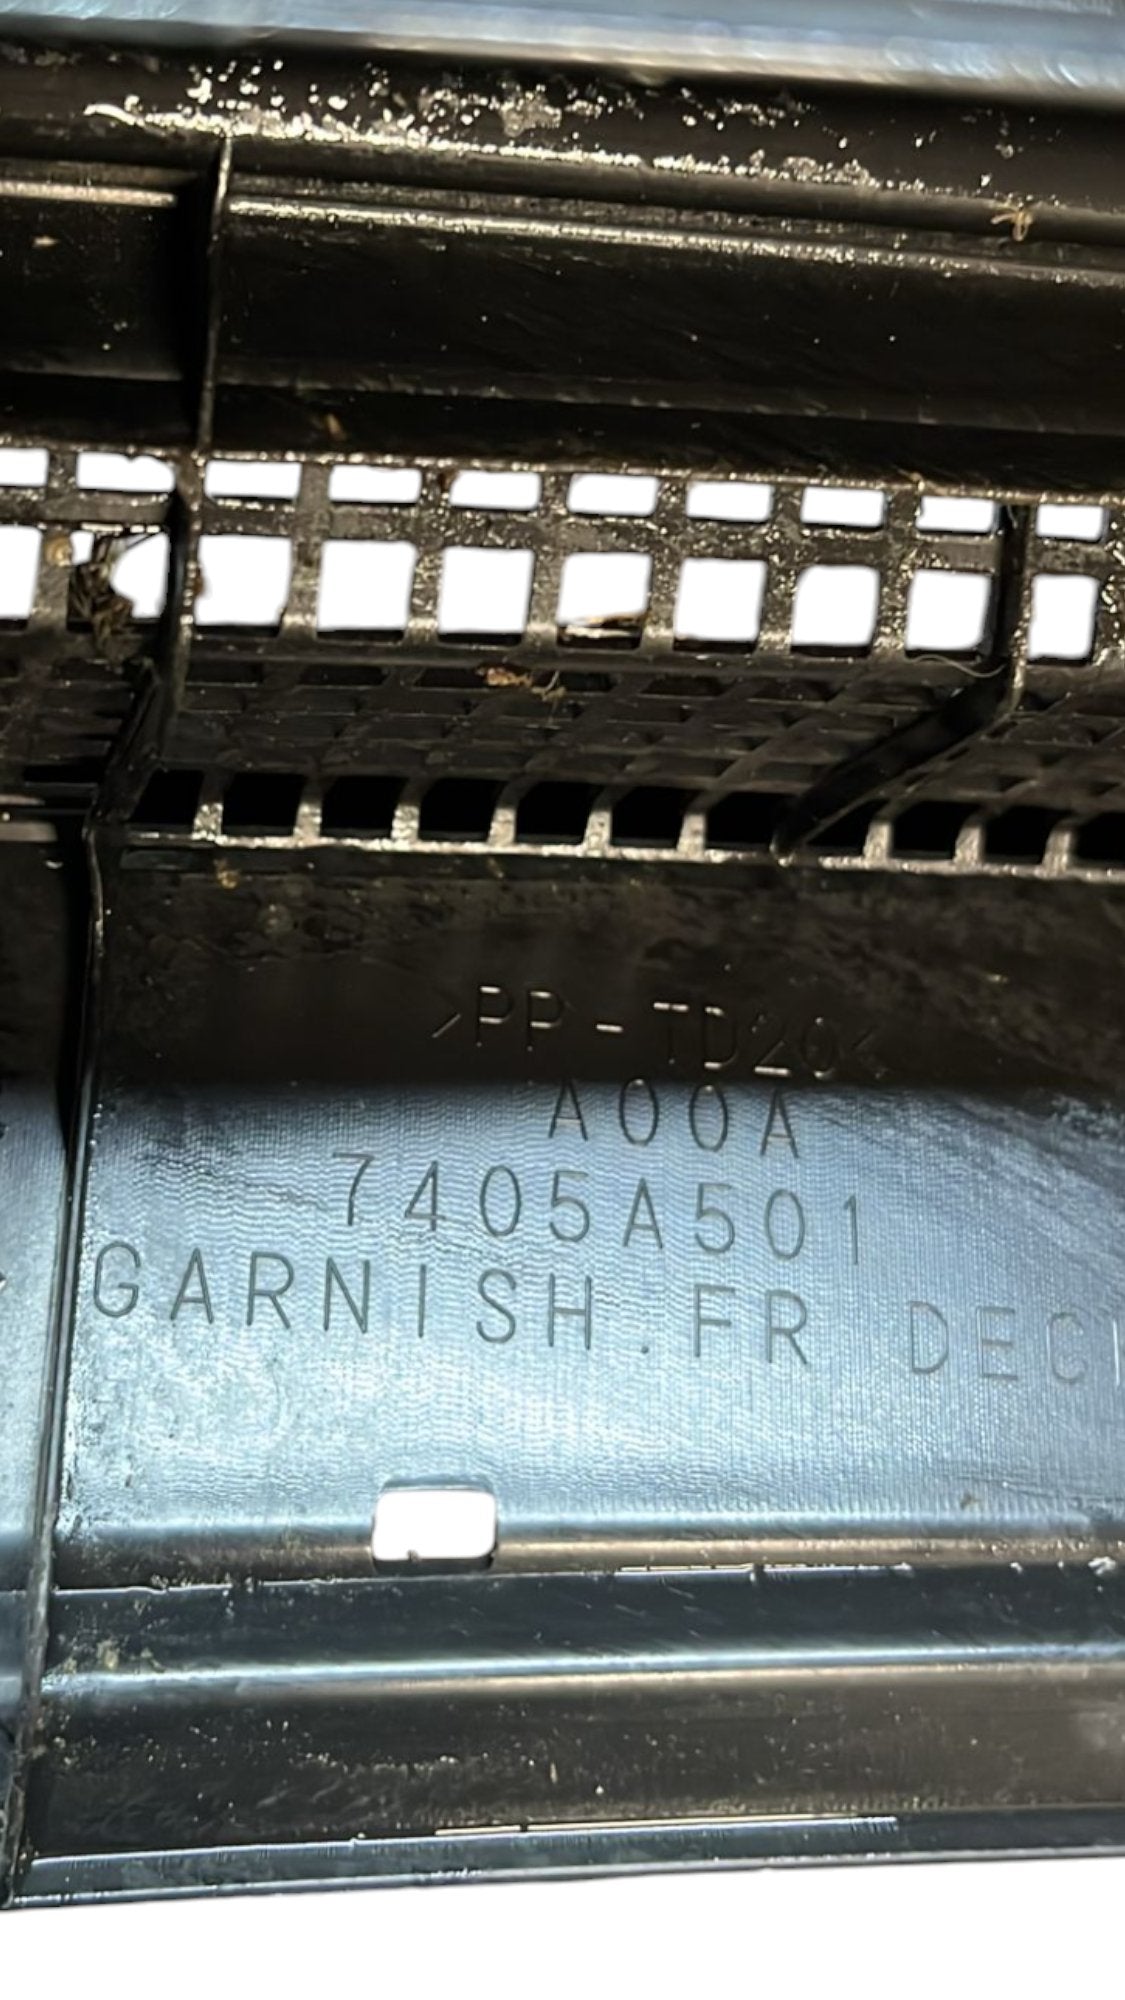 >PP-TD20<
A00A
7405A501
GARNISH.FR DEC